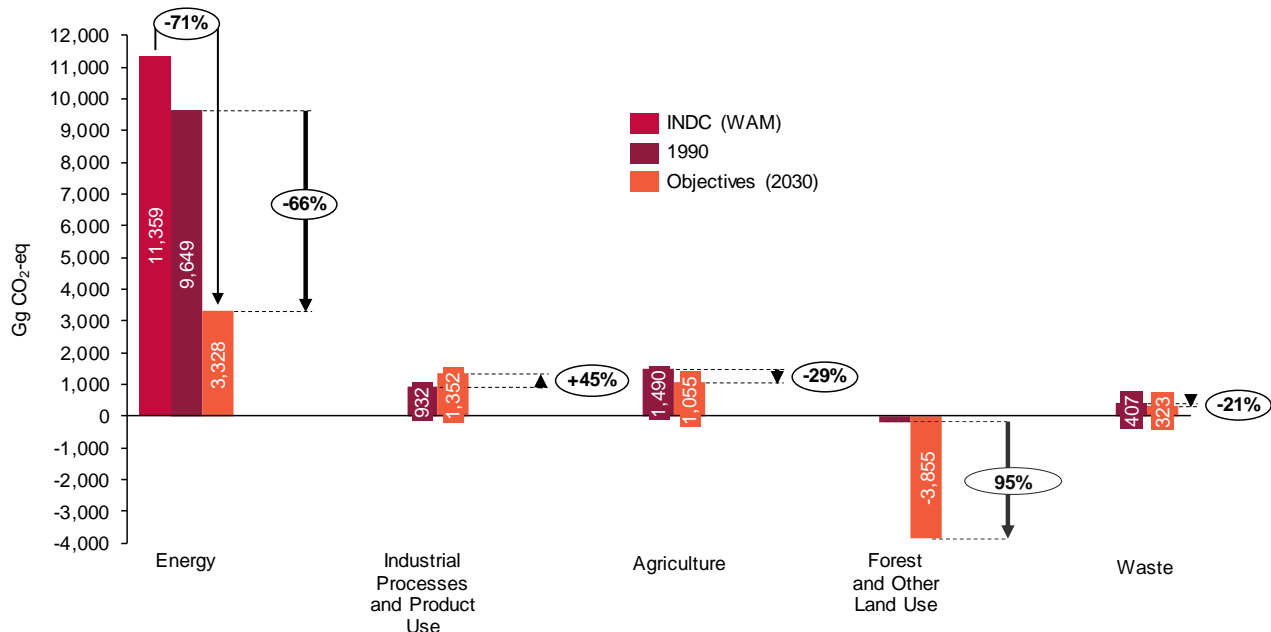 -71%
12,000
11,000
10,000
9,000
8,000
7,000
6,000
5,000
4,000
3,000
2,000
1,000
0
-1,000
-2,000
-3,000
-4,000
Gg CO₂-eq
11,359
9,649
3,328
-66%
INDC (WAM)
1990
Objectives (2030)
932
1,352
+45%
1,490
1,055
-29%
-3,855
95%
407
323
-21%
Energy
Industrial
Processes
and Product
Use
Agriculture
Forest
and Other
Land Use
Waste